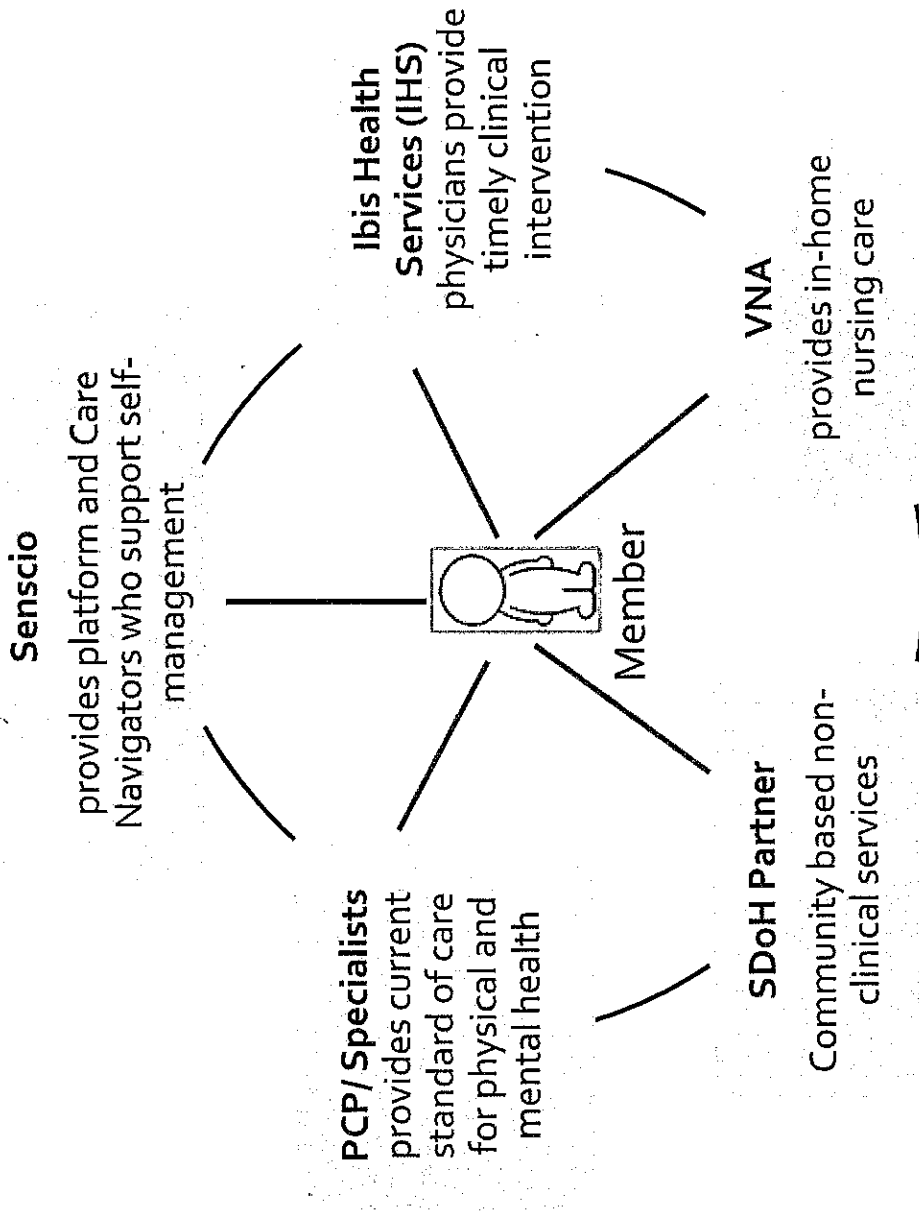 Senscio
provides platform and Care
Navigators who support self-
management
PCP/ Specialists
provides current
standard of care
for physical and
mental health
Ibis Health
Services (IHS)
physicians provide
timely clinical
intervention
Member
SDoH Partner
Community based non-
clinical services
VNA
provides in-home
nursing care